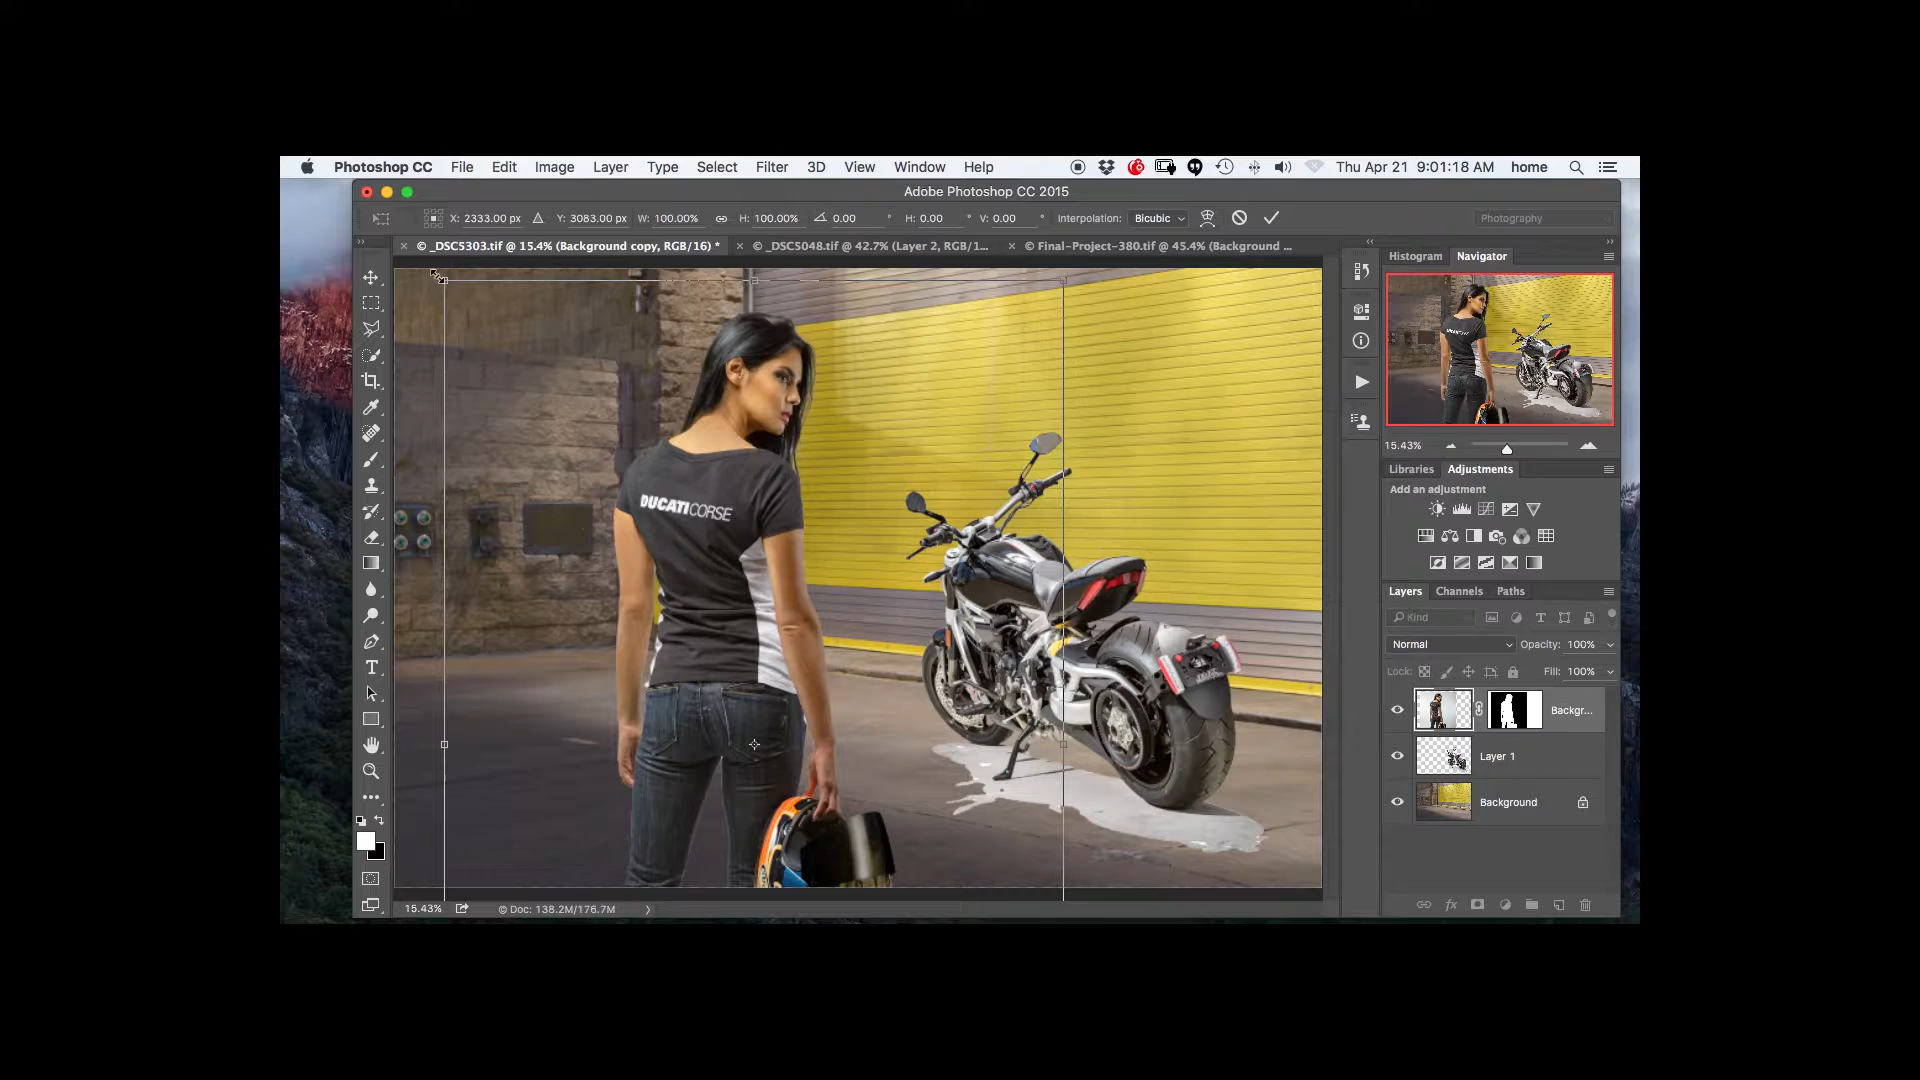 Photoshop CC File Edit Image Layer Type Select Filter 3D View Window Help Thu Apr 21 9:01:18 AM home
Adobe Photoshop CC 2015
X: 2333.00 px Y: 3083.00 px W: 100.00% H: 100.00% 0.00 ° H: 0.00 ° V: 0.00 ° Interpolation: Bicubic Photography
× © _DSC5303.tif @ 15.4% (Background copy, RGB/16) * × © _DSC5048.tif @ 42.7% (Layer 2, RGB/1... × © Final-Project-380.tif @ 45.4% (Background ...
Histogram Navigator
15.43%
Libraries Adjustments
Add an adjustment
DUCATICORSE
Layers Channels Paths
Kind
Normal Opacity: 100%
Lock: Fill: 100%
Backgr...
Layer 1
Background
15.43% © Doc: 138.2M/176.7M